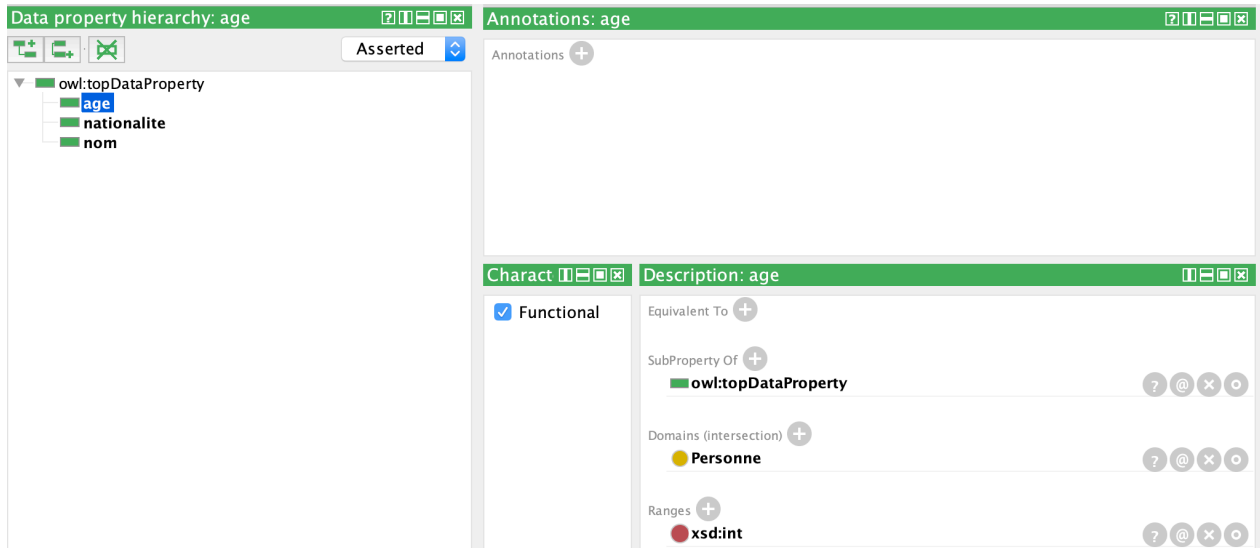 Data property hierarchy: age
Asserted
owl:topDataProperty
age
nationalite
nom
Annotations: age
Annotations
Charact
Functional
Description: age
Equivalent To
SubProperty Of
owl:topDataProperty
Domains (intersection)
Personne
Ranges
xsd:int